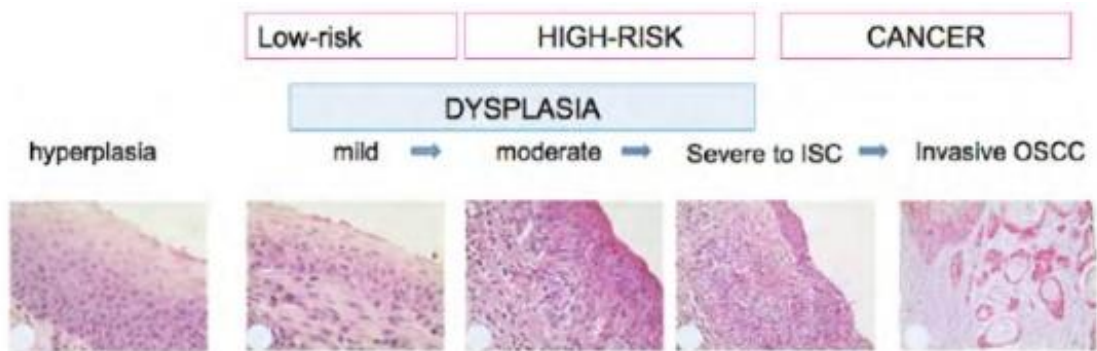 Low-risk
HIGH-RISK
CANCER
DYSPLASIA
hyperplasia
mild
moderate
Severe to ISC
Invasive OSCC